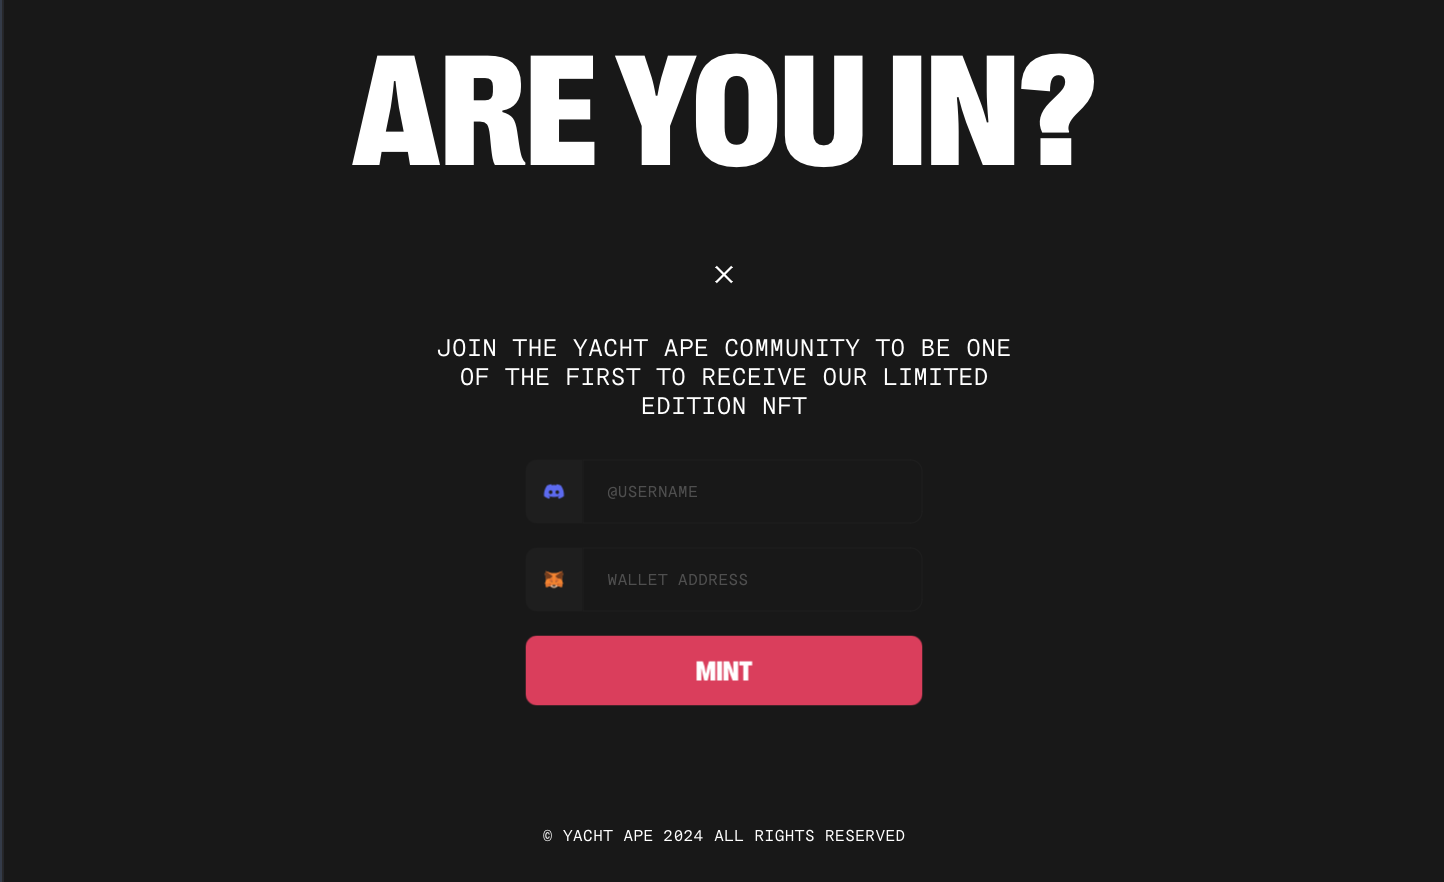 ARE YOU IN?
JOIN THE YACHT APE COMMUNITY TO BE ONE
OF THE FIRST TO RECEIVE OUR LIMITED
EDITION NFT
@USERNAME
WALLET ADDRESS
MINT
© YACHT APE 2024 ALL RIGHTS RESERVED